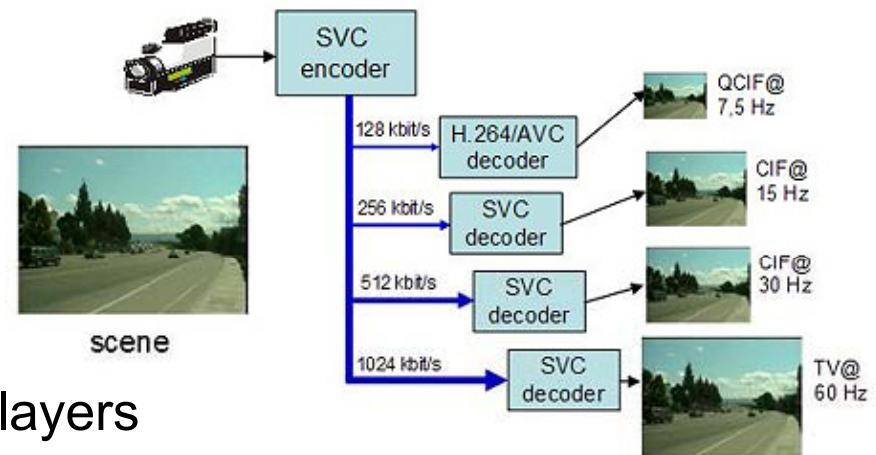 SVC
encoder
128 kbit/s
H.264/AVC
decoder
QCIF@
7,5 Hz
256 kbit/s
SVC
decoder
CIF@
15 Hz
512 kbit/s
SVC
decoder
CIF@
30 Hz
scene
1024 kbit/s
SVC
decoder
TV@
60 Hz
layers